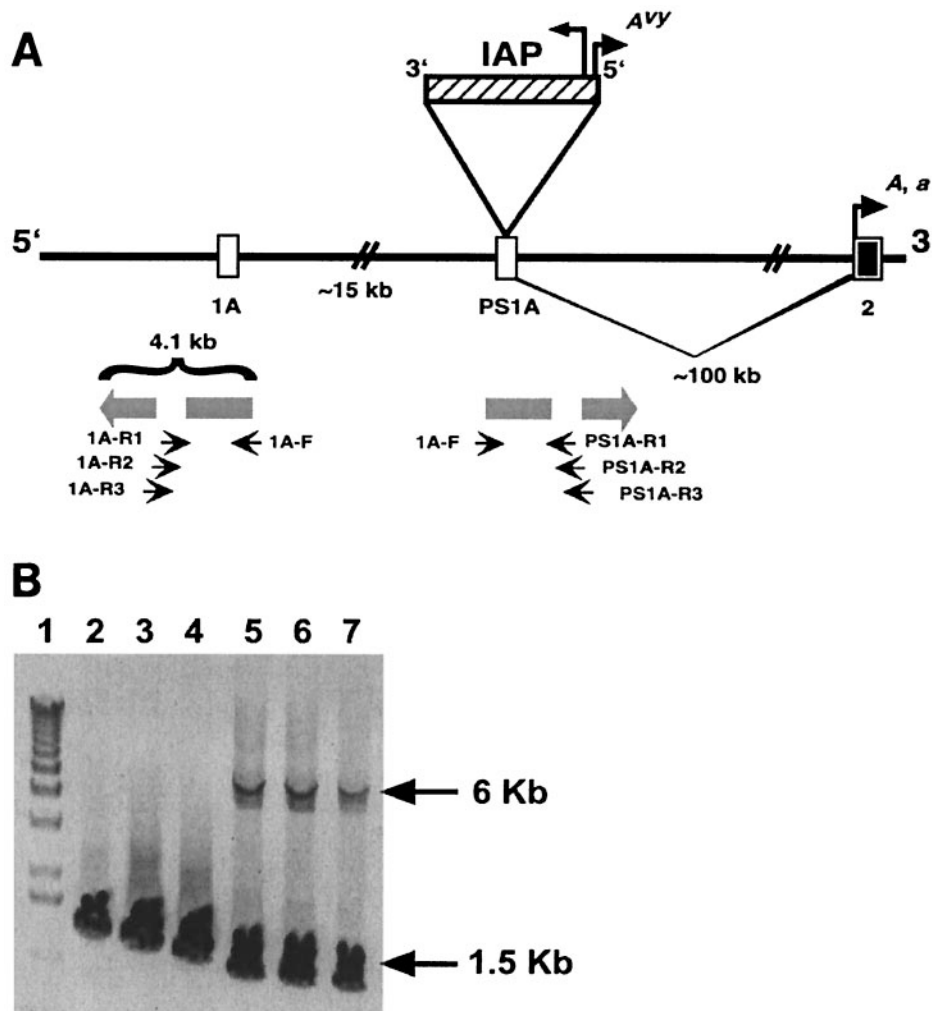 A
IAP
Avy
3‘
5‘
A, a
5‘
3
1A
~15 kb
PS1A
2
4.1 kb
~100 kb
1A-R1
1A-F
1A-F
PS1A-R1
1A-R2
PS1A-R2
1A-R3
PS1A-R3
B
1 2 3 4 5 6 7
6 Kb
1.5 Kb